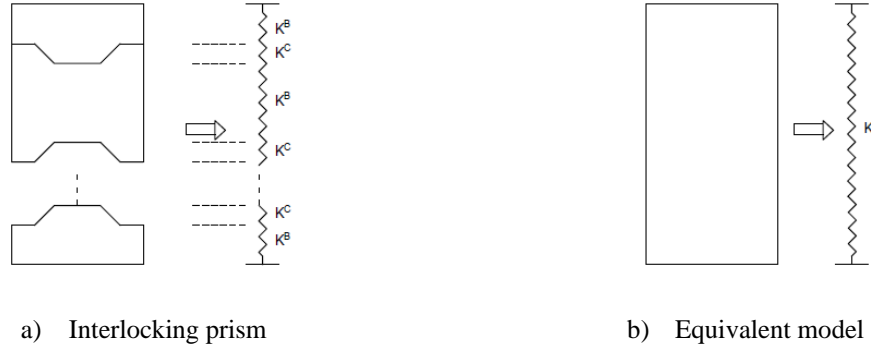 K^B
K^C
K^B
K^C
K^C
K^B
K
a) Interlocking prism
b) Equivalent model